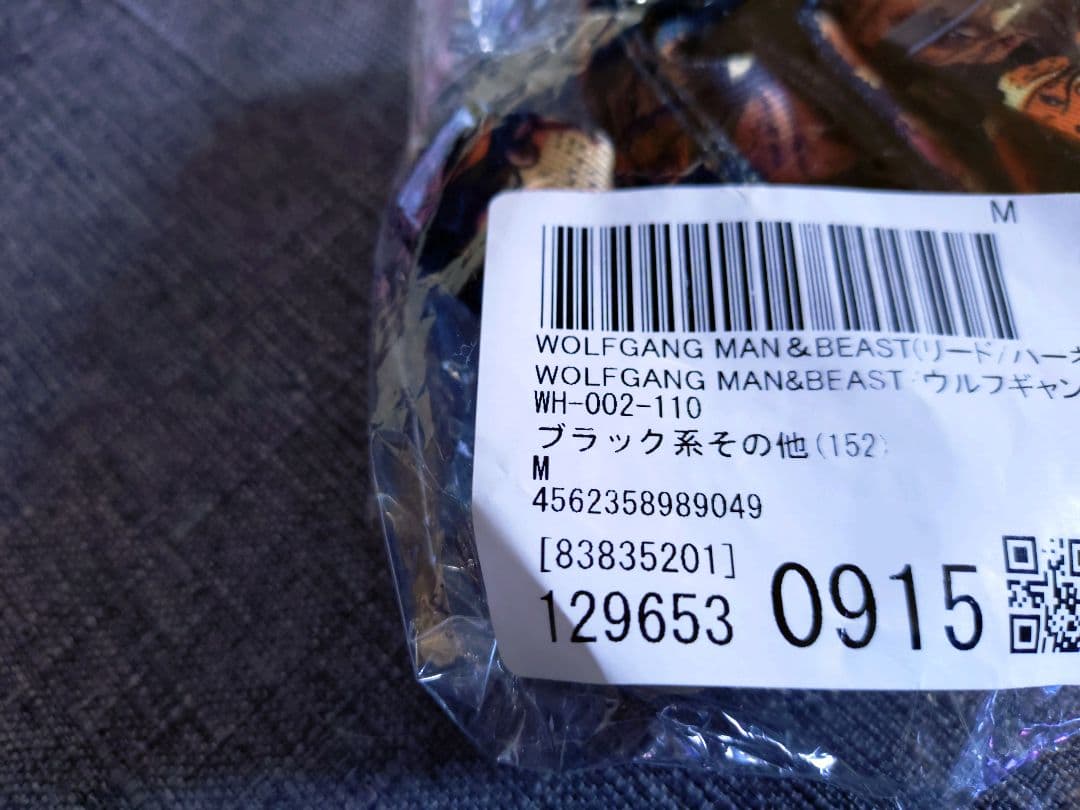 M
WOLFGANG MAN&BEAST(リード/ハーネ
WOLFGANG MAN&BEAST ウルフギャン
WH-002-110
ブラック系その他(152)
M
4562358989049
[83835201]
129653 0915